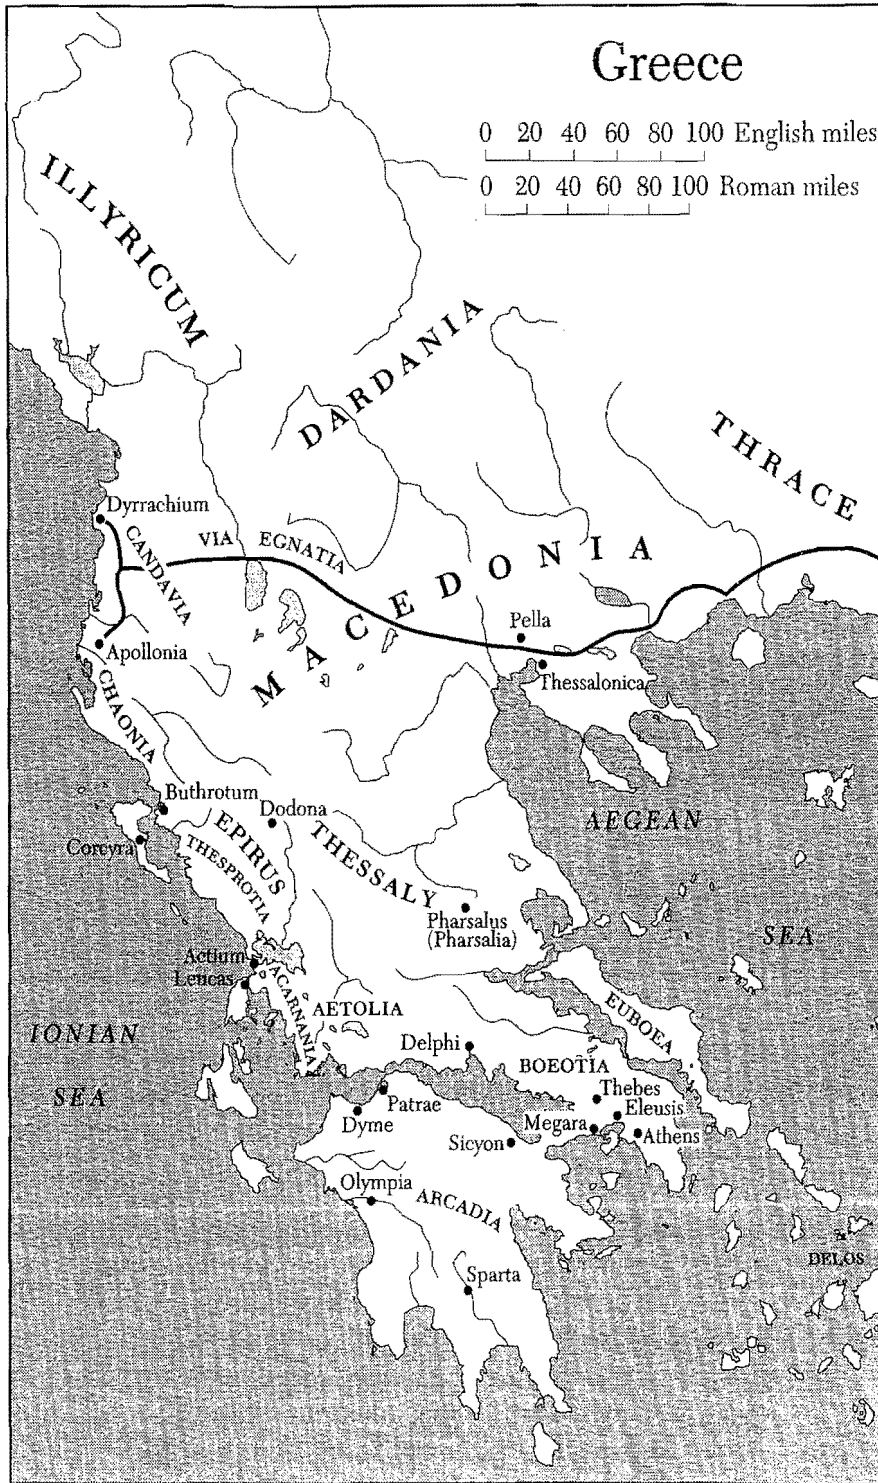 Greece
0 20 40 60 80 100 English miles
0 20 40 60 80 100 Roman miles
ILLYRICUM
DARDANIA
THRACE
Dyrrachium
CANDAVIA
VIA EGNATIA
MACEDONIA
Pella
Apollonia
Thessalonica
CHAONIA
Buthrotum
Dodona
EPIRUS
THESSALY
AEGEAN
Corcyra
THESPROTIA
Pharsalus
(Pharsalia)
SEA
Actium
Leucas
ACARNANIA
AETOLIA
EUBOEA
IONIAN
Delphi
BOEOTIA
SEA
Thebes
Patrae
Eleusis
Dyme
Megara
Athens
Sicyon
Olympia
ARCADIA
DELOS
Sparta